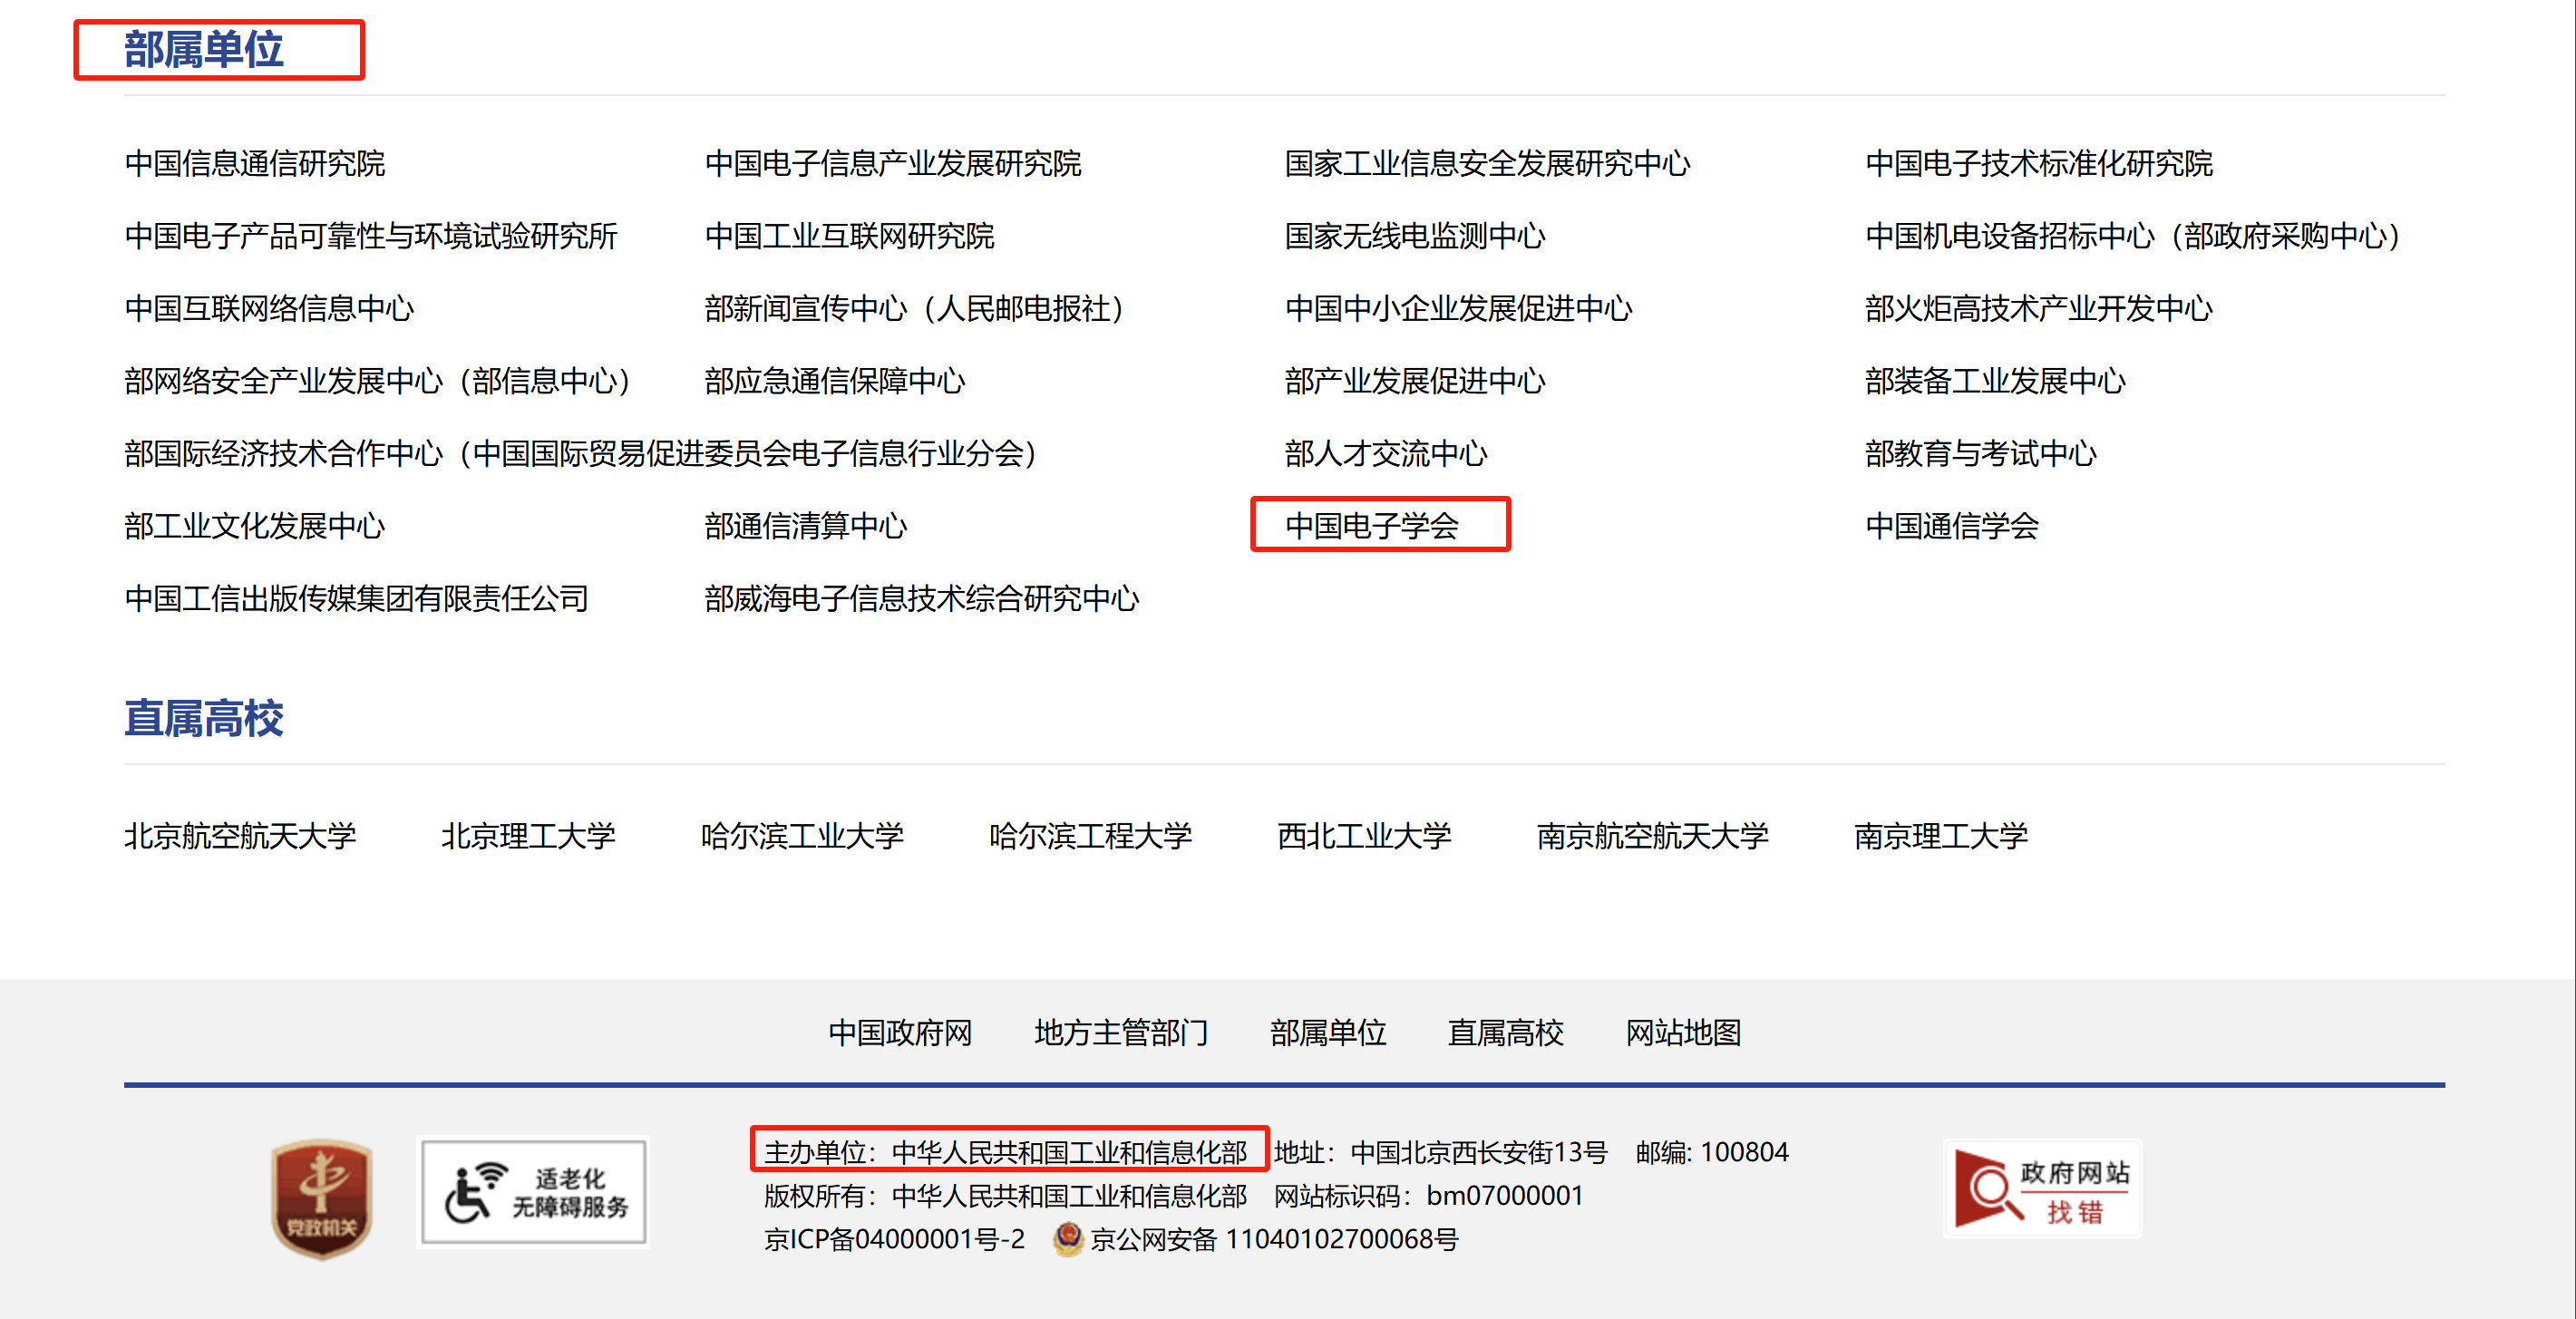 部属单位
中国信息通信研究院 中国电子信息产业发展研究院 国家工业信息安全发展研究中心 中国电子技术标准化研究院
中国电子产品可靠性与环境试验研究所 中国工业互联网研究院 国家无线电监测中心 中国机电设备招标中心（部政府采购中心）
中国互联网络信息中心 部新闻宣传中心（人民邮电报社） 中国中小企业发展促进中心 部火炬高技术产业开发中心
部网络安全产业发展中心（部信息中心） 部应急通信保障中心 部产业发展促进中心 部装备工业发展中心
部国际经济技术合作中心（中国国际贸易促进委员会电子信息行业分会） 部人才交流中心 部教育与考试中心
部工业文化发展中心 部通信清算中心 中国电子学会 中国通信学会
中国工信出版传媒集团有限责任公司 部威海电子信息技术综合研究中心
直属高校
北京航空航天大学 北京理工大学 哈尔滨工业大学 哈尔滨工程大学 西北工业大学 南京航空航天大学 南京理工大学
中国政府网 地方主管部门 部属单位 直属高校 网站地图
党政机关
适老化
无障碍服务
主办单位：中华人民共和国工业和信息化部 地址：中国北京西长安街13号 邮编: 100804
版权所有：中华人民共和国工业和信息化部 网站标识码：bm07000001
京ICP备04000001号-2 京公网安备 11040102700068号
政府网站
找错